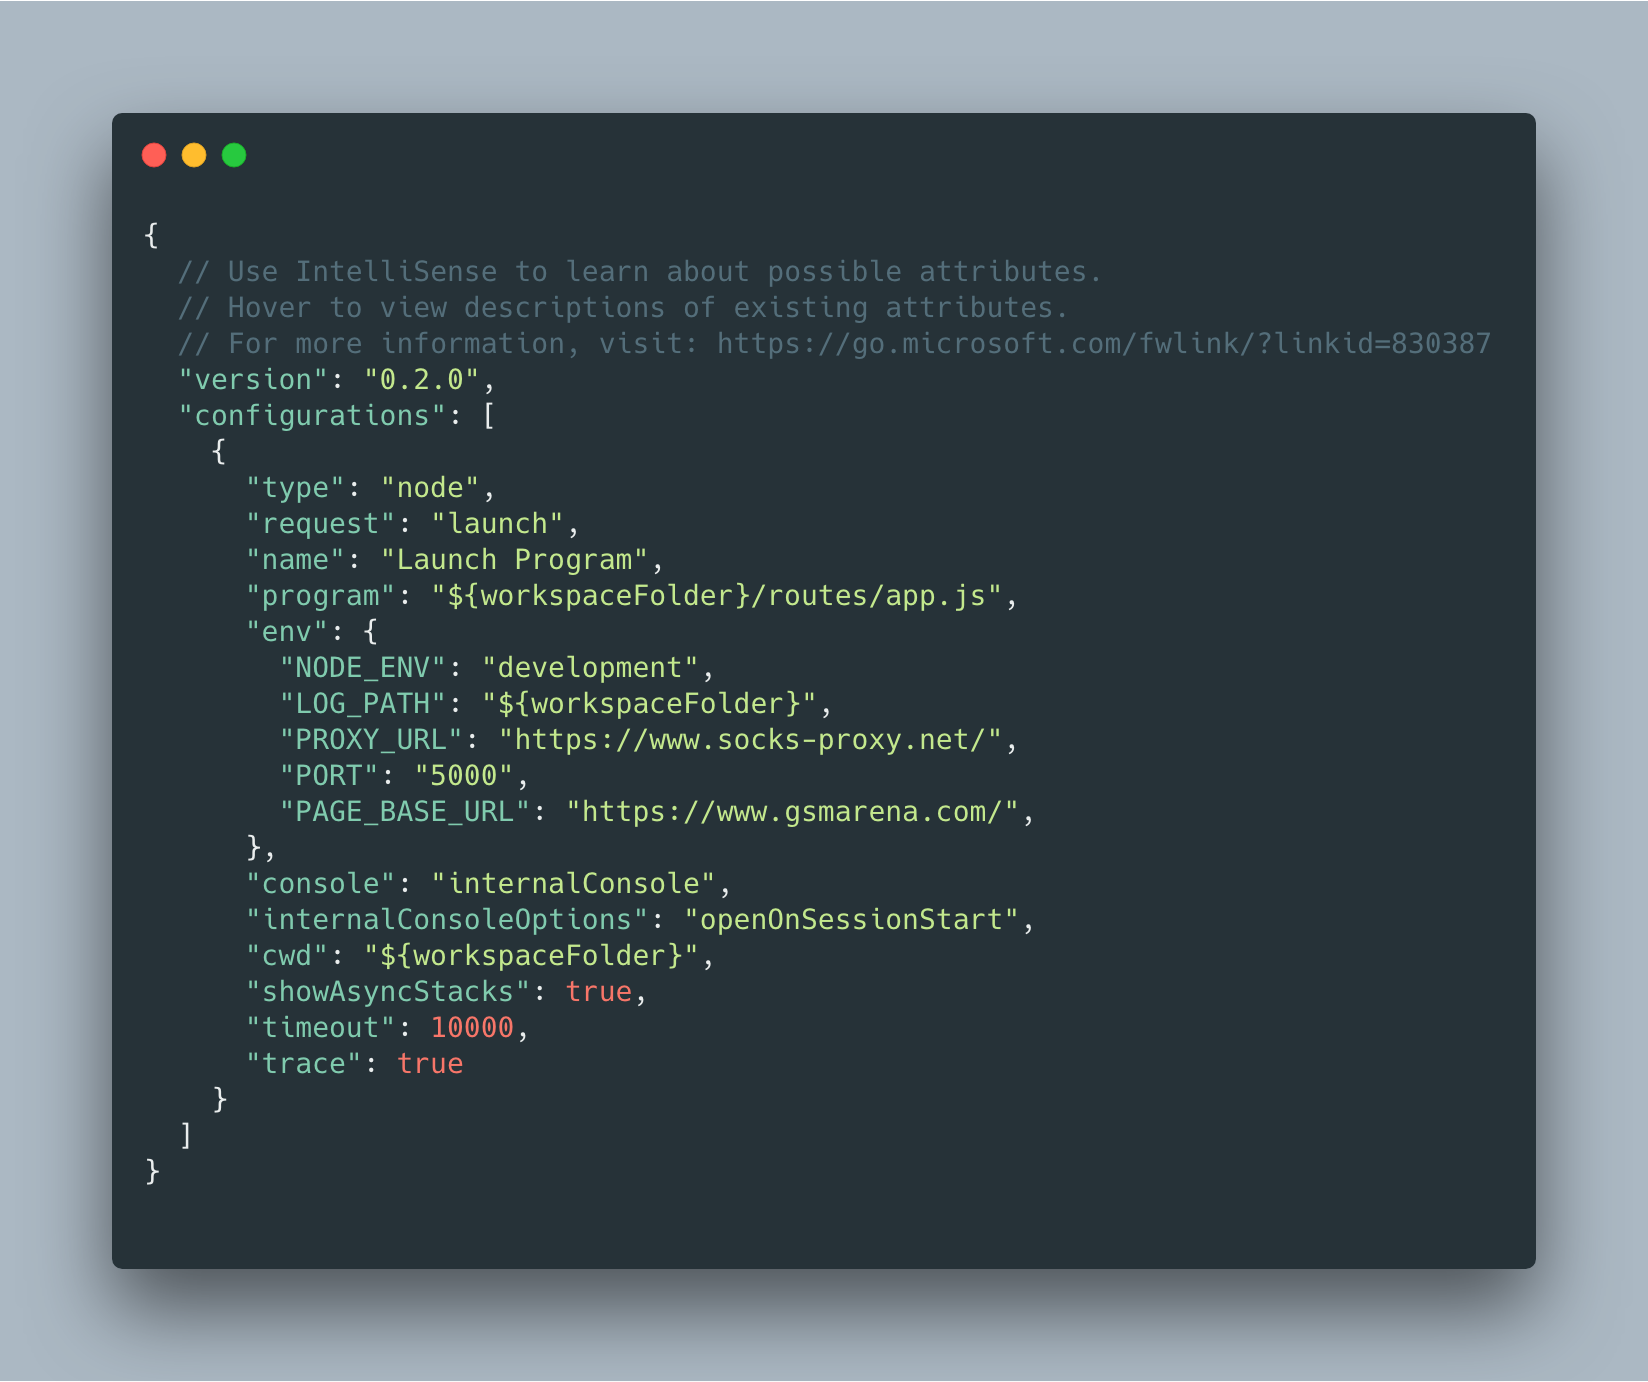 {
  // Use IntelliSense to learn about possible attributes.
  // Hover to view descriptions of existing attributes.
  // For more information, visit: https://go.microsoft.com/fwlink/?linkid=830387
  "version": "0.2.0",
  "configurations": [
    {
      "type": "node",
      "request": "launch",
      "name": "Launch Program",
      "program": "${workspaceFolder}/routes/app.js",
      "env": {
        "NODE_ENV": "development",
        "LOG_PATH": "${workspaceFolder}",
        "PROXY_URL": "https://www.socks-proxy.net/",
        "PORT": "5000",
        "PAGE_BASE_URL": "https://www.gsmarena.com/",
      },
      "console": "internalConsole",
      "internalConsoleOptions": "openOnSessionStart",
      "cwd": "${workspaceFolder}",
      "showAsyncStacks": true,
      "timeout": 10000,
      "trace": true
    }
  ]
}